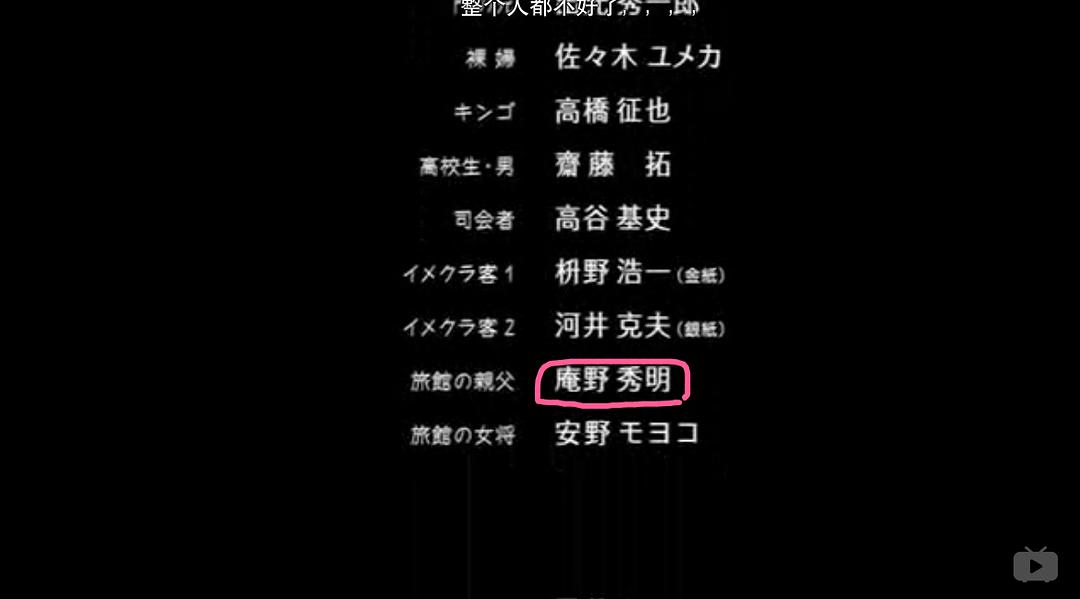 整个人都不好了，，，，
秀一郎
裸婦 佐々木 ユメカ
キンゴ 高橋 征也
高校生・男 齋藤 拓
司会者 高谷 基史
イメクラ客1 枡野 浩一（金紙）
イメクラ客2 河井 克夫（銀紙）
旅館の親父 庵野 秀明
旅館の女将 安野 モヨコ